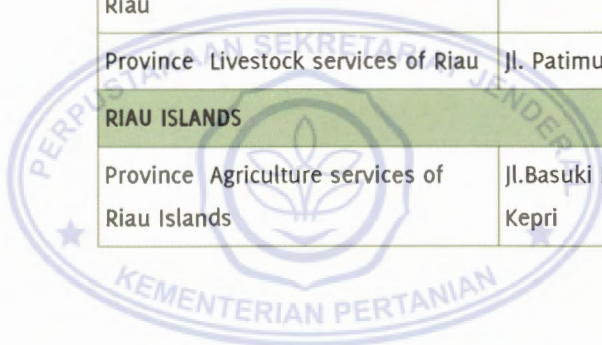 Riau
Province Livestock services of Riau Jl. Patimu
RIAU ISLANDS
Province Agriculture services of Jl.Basuki
Riau Islands Kepri
PERPUSTAKAAN SEKRETARIAT JENDERAL
KEMENTERIAN PERTANIAN